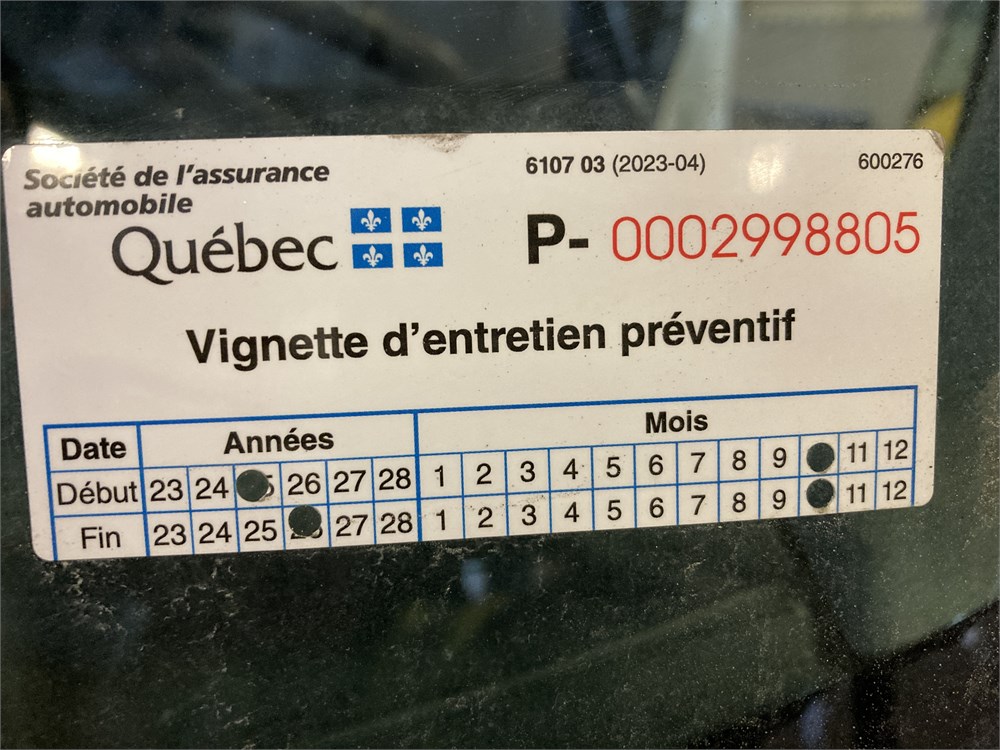 Société de l'assurance
automobile
Québec
6107 03 (2023-04)
600276
P- 0002998805
Vignette d'entretien préventif
Date Années Mois
Début 23 24 26 27 28 1 2 3 4 5 6 7 8 9 11 12
Fin 23 24 25 27 28 1 2 3 4 5 6 7 8 9 11 12